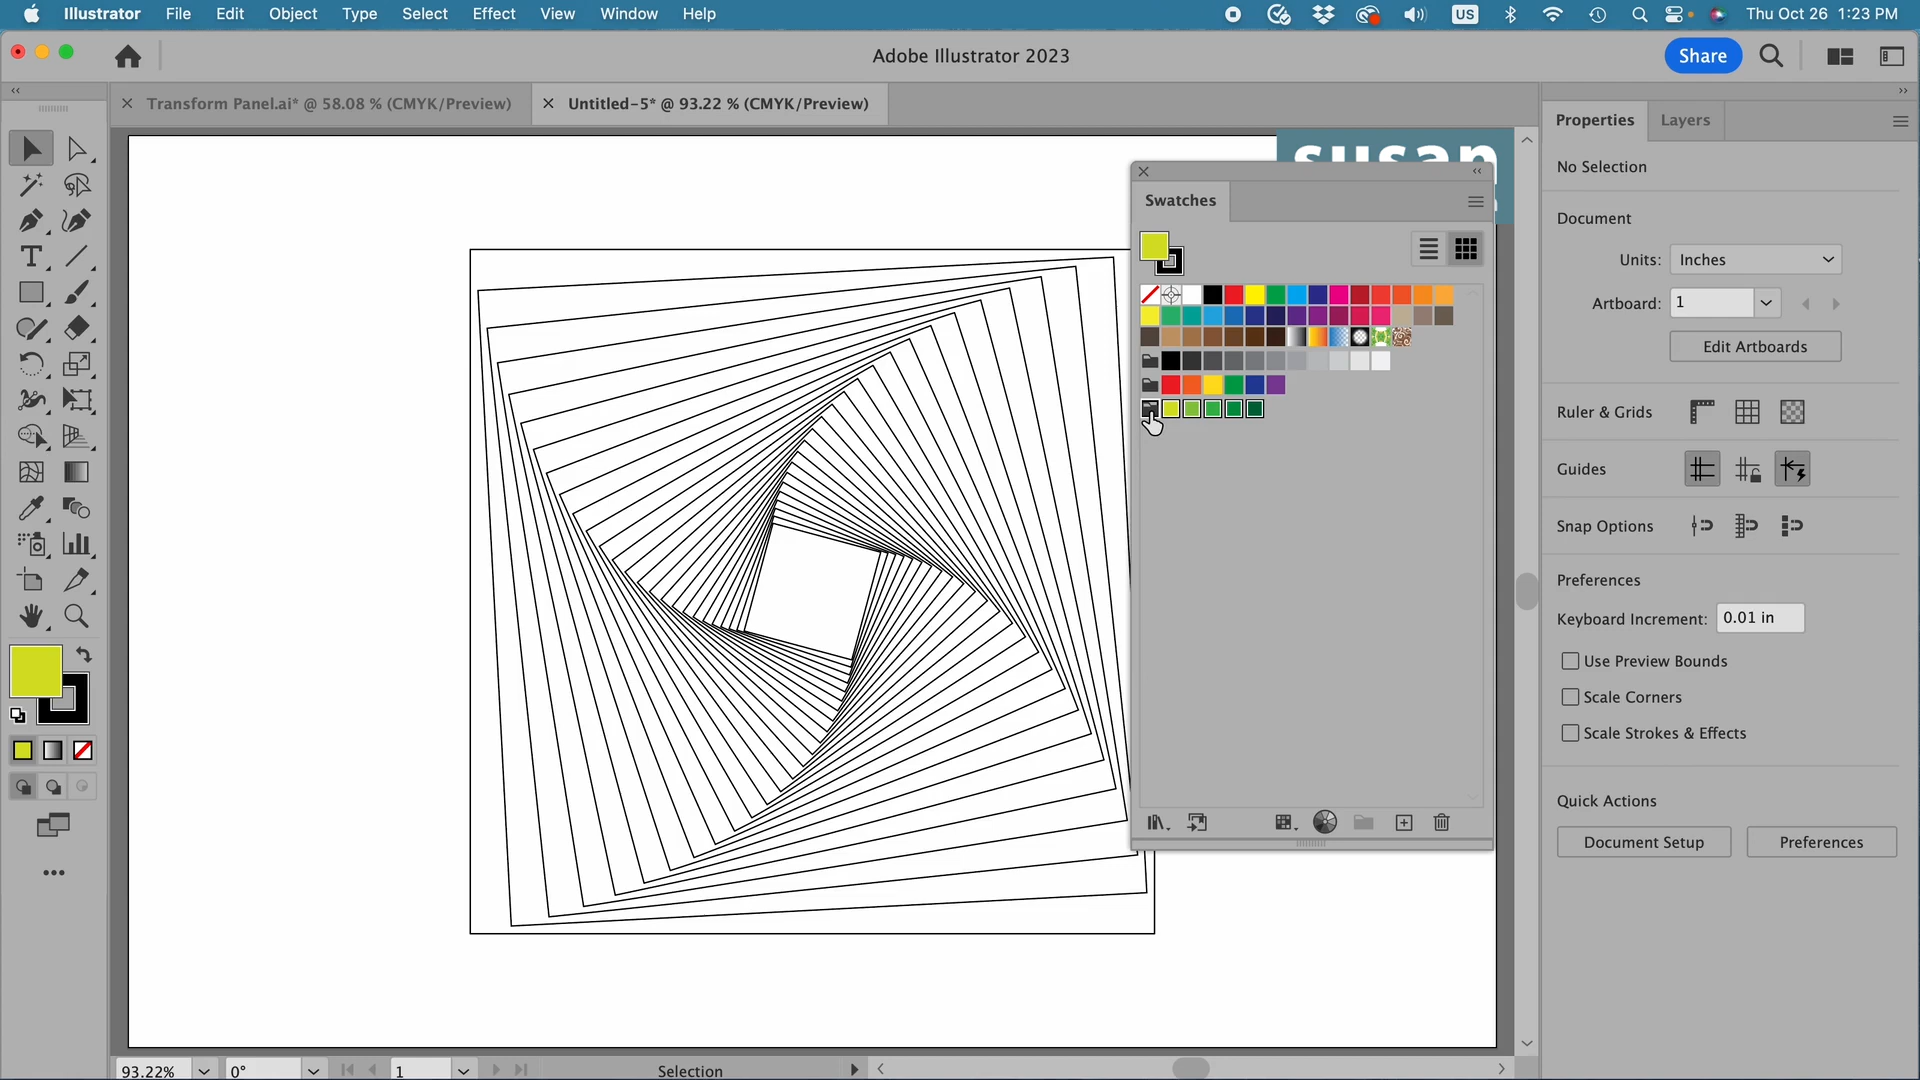 Illustrator File Edit Object Type Select Effect View Window Help US Thu Oct 26 1:23 PM
Adobe Illustrator 2023
Share
Transform Panel.ai* @ 58.08 % (CMYK/Preview)
Untitled-5* @ 93.22 % (CMYK/Preview)
susan
Swatches
Properties
Layers
No Selection
Document
Units:
Inches
Artboard:
1
Edit Artboards
Ruler & Grids
Guides
Snap Options
Preferences
Keyboard Increment:
0.01 in
Use Preview Bounds
Scale Corners
Scale Strokes & Effects
Quick Actions
Document Setup
Preferences
93.22%
0°
1
Selection